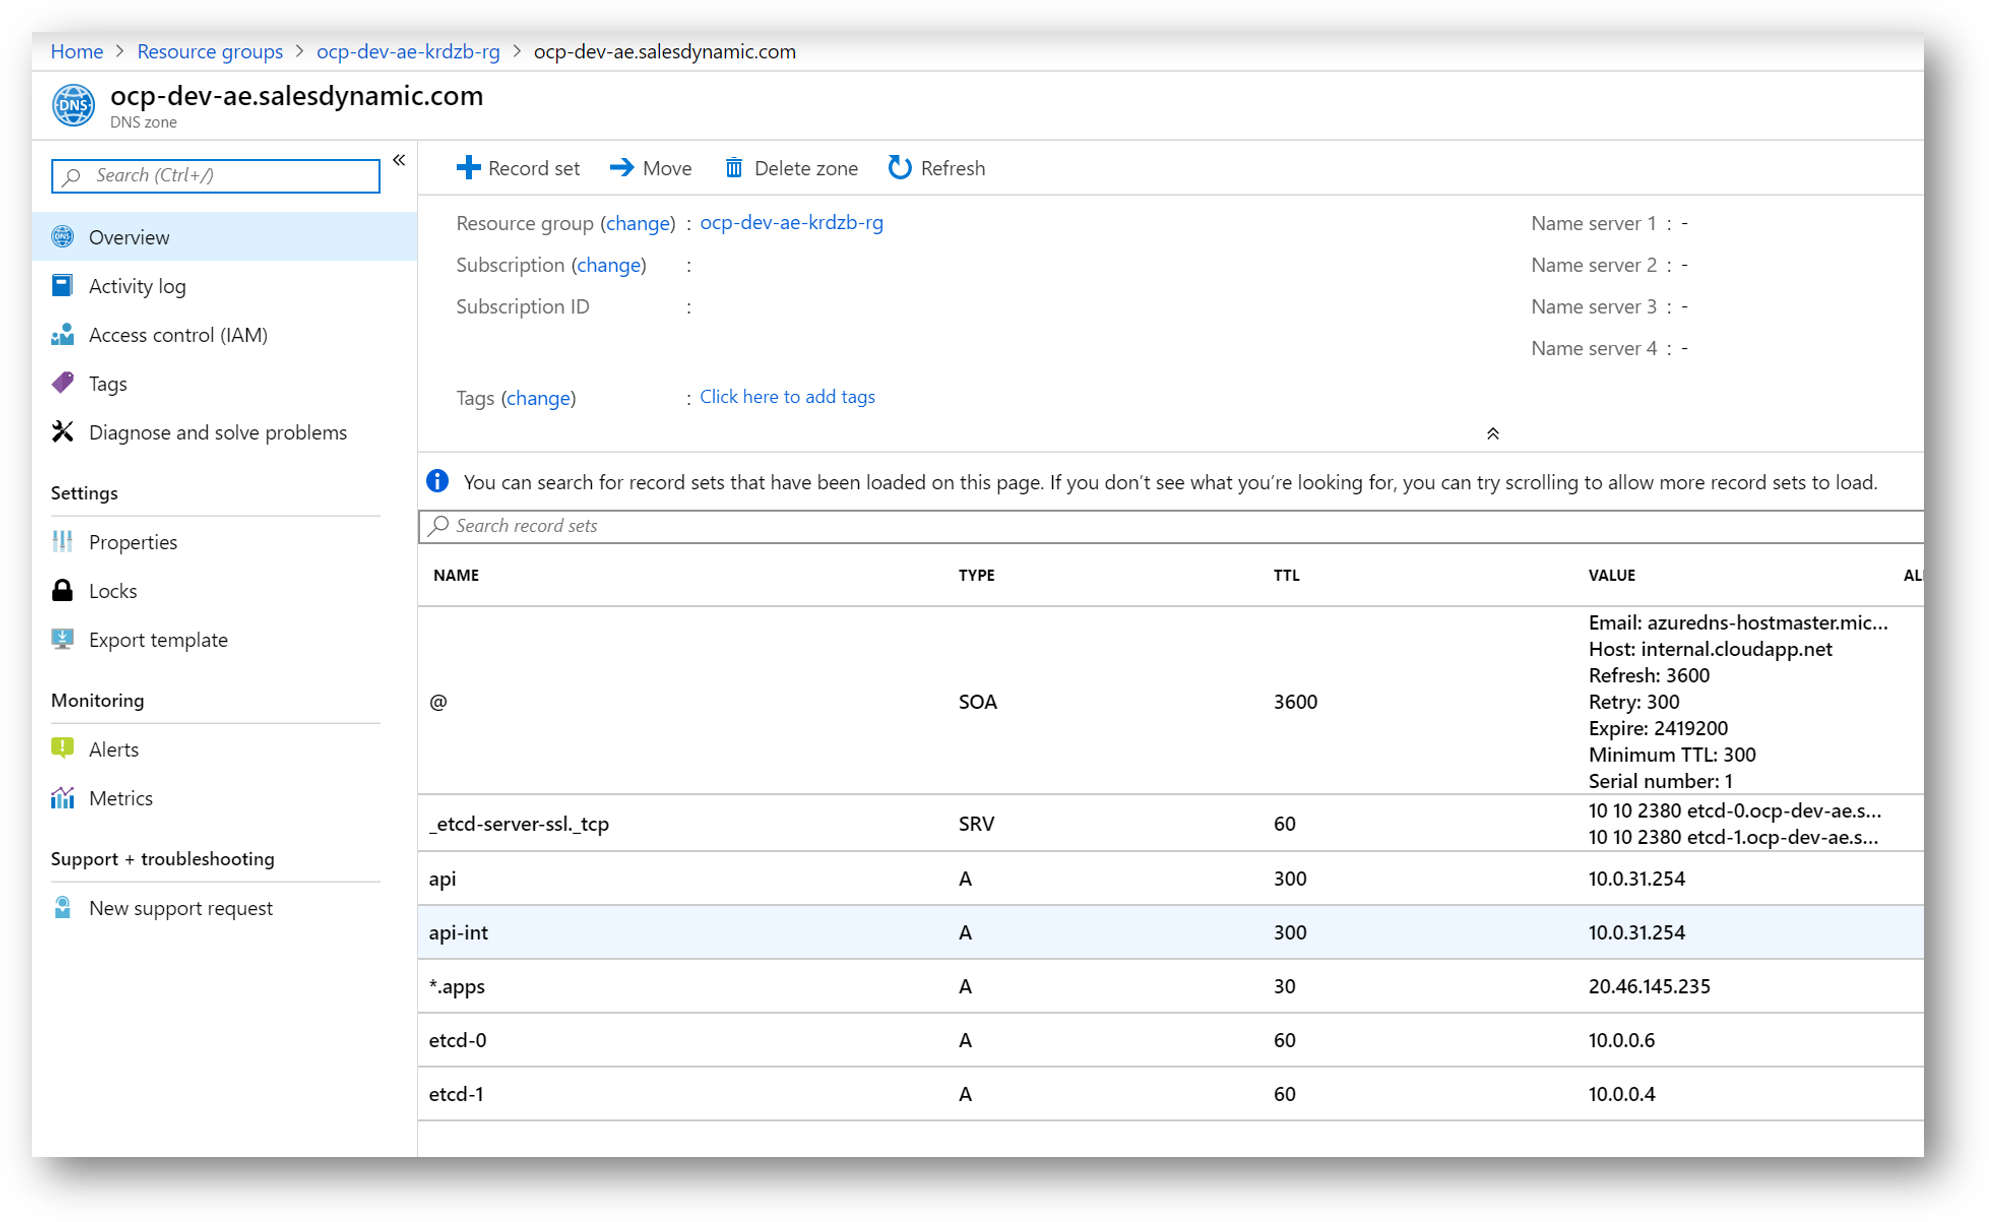 Home > Resource groups > ocp-dev-ae-krdzb-rg > ocp-dev-ae.salesdynamic.com
DNS
ocp-dev-ae.salesdynamic.com
DNS zone
Search (Ctrl+/)
«
Overview
Activity log
Access control (IAM)
Tags
Diagnose and solve problems
Settings
Properties
Locks
Export template
Monitoring
Alerts
Metrics
Support + troubleshooting
New support request
Record set Move Delete zone Refresh
Resource group (change) : ocp-dev-ae-krdzb-rg
Subscription (change) :
Subscription ID :
Tags (change) : Click here to add tags
Name server 1 : -
Name server 2 : -
Name server 3 : -
Name server 4 : -
You can search for record sets that have been loaded on this page. If you don’t see what you’re looking for, you can try scrolling to allow more record sets to load.
Search record sets
NAME TYPE TTL VALUE AL
@ SOA 3600
Email: azuredns-hostmaster.mic...
Host: internal.cloudapp.net
Refresh: 3600
Retry: 300
Expire: 2419200
Minimum TTL: 300
Serial number: 1
_etcd-server-ssl._tcp SRV 60
10 10 2380 etcd-0.ocp-dev-ae.s...
10 10 2380 etcd-1.ocp-dev-ae.s...
api A 300 10.0.31.254
api-int A 300 10.0.31.254
*.apps A 30 20.46.145.235
etcd-0 A 60 10.0.0.6
etcd-1 A 60 10.0.0.4